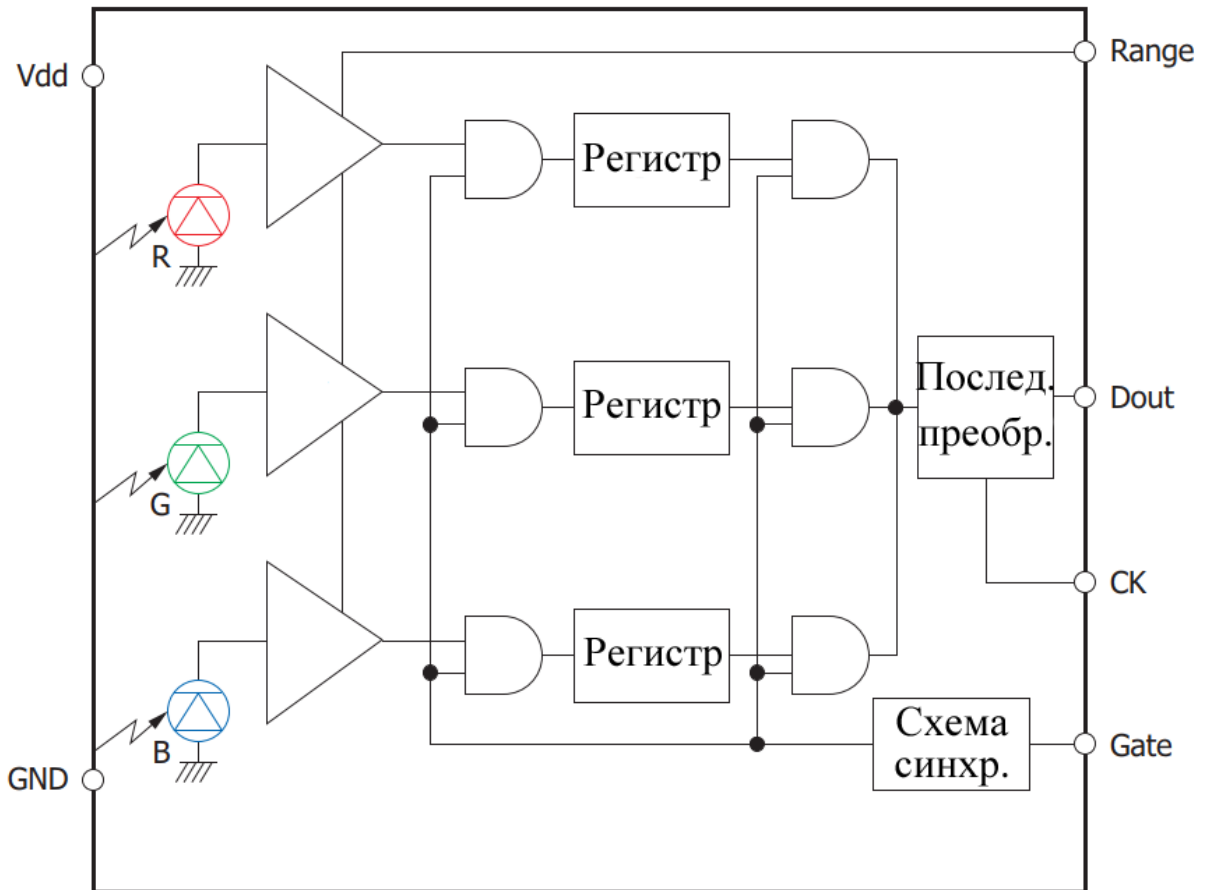 Range
Vdd
Регистр
R
Регистр
Послед.
преобр.
Dout
G
CK
Регистр
B
Схема
синхр.
Gate
GND